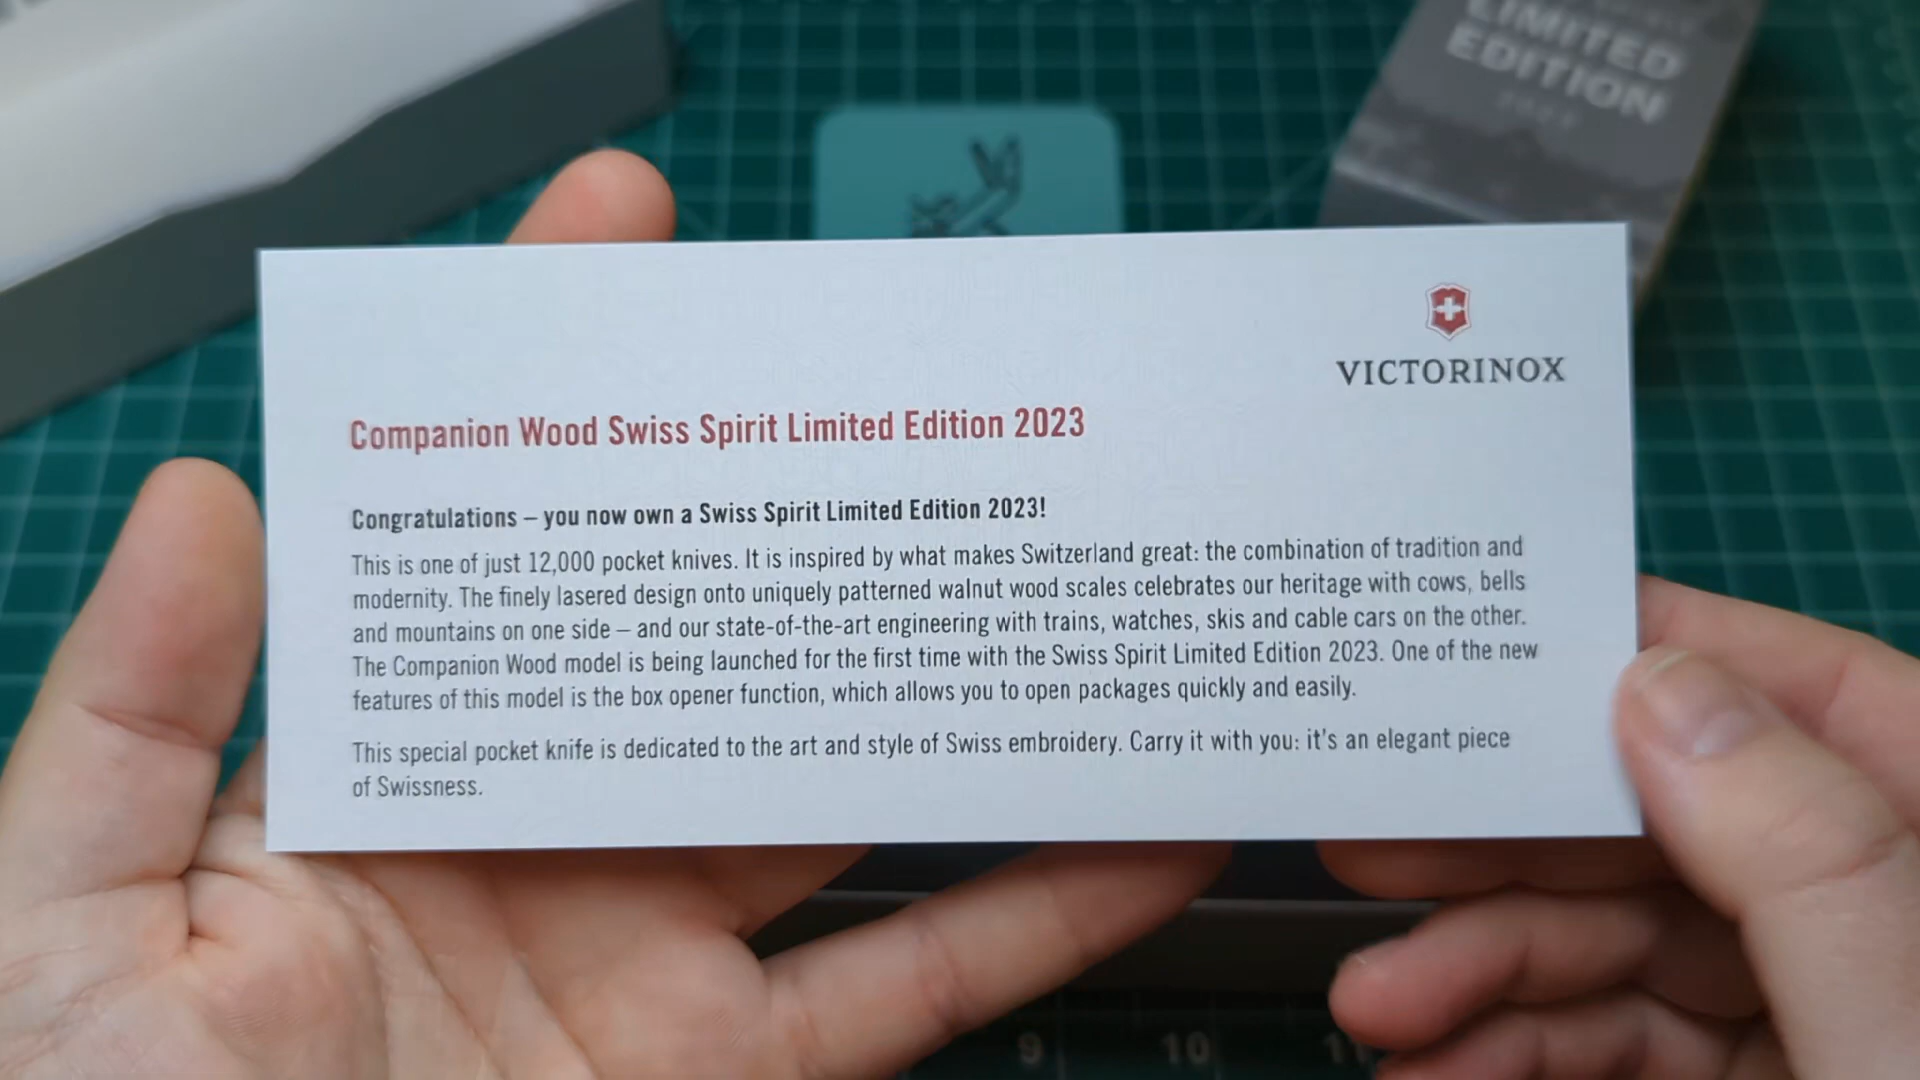 LIMITED
EDITION
VICTORINOX
Companion Wood Swiss Spirit Limited Edition 2023
Congratulations – you now own a Swiss Spirit Limited Edition 2023!
This is one of just 12,000 pocket knives. It is inspired by what makes Switzerland great: the combination of tradition and
modernity. The finely lasered design onto uniquely patterned walnut wood scales celebrates our heritage with cows, bells
and mountains on one side – and our state-of-the-art engineering with trains, watches, skis and cable cars on the other.
The Companion Wood model is being launched for the first time with the Swiss Spirit Limited Edition 2023. One of the new
features of this model is the box opener function, which allows you to open packages quickly and easily.
This special pocket knife is dedicated to the art and style of Swiss embroidery. Carry it with you: it's an elegant piece
of Swissness.
9 10 11